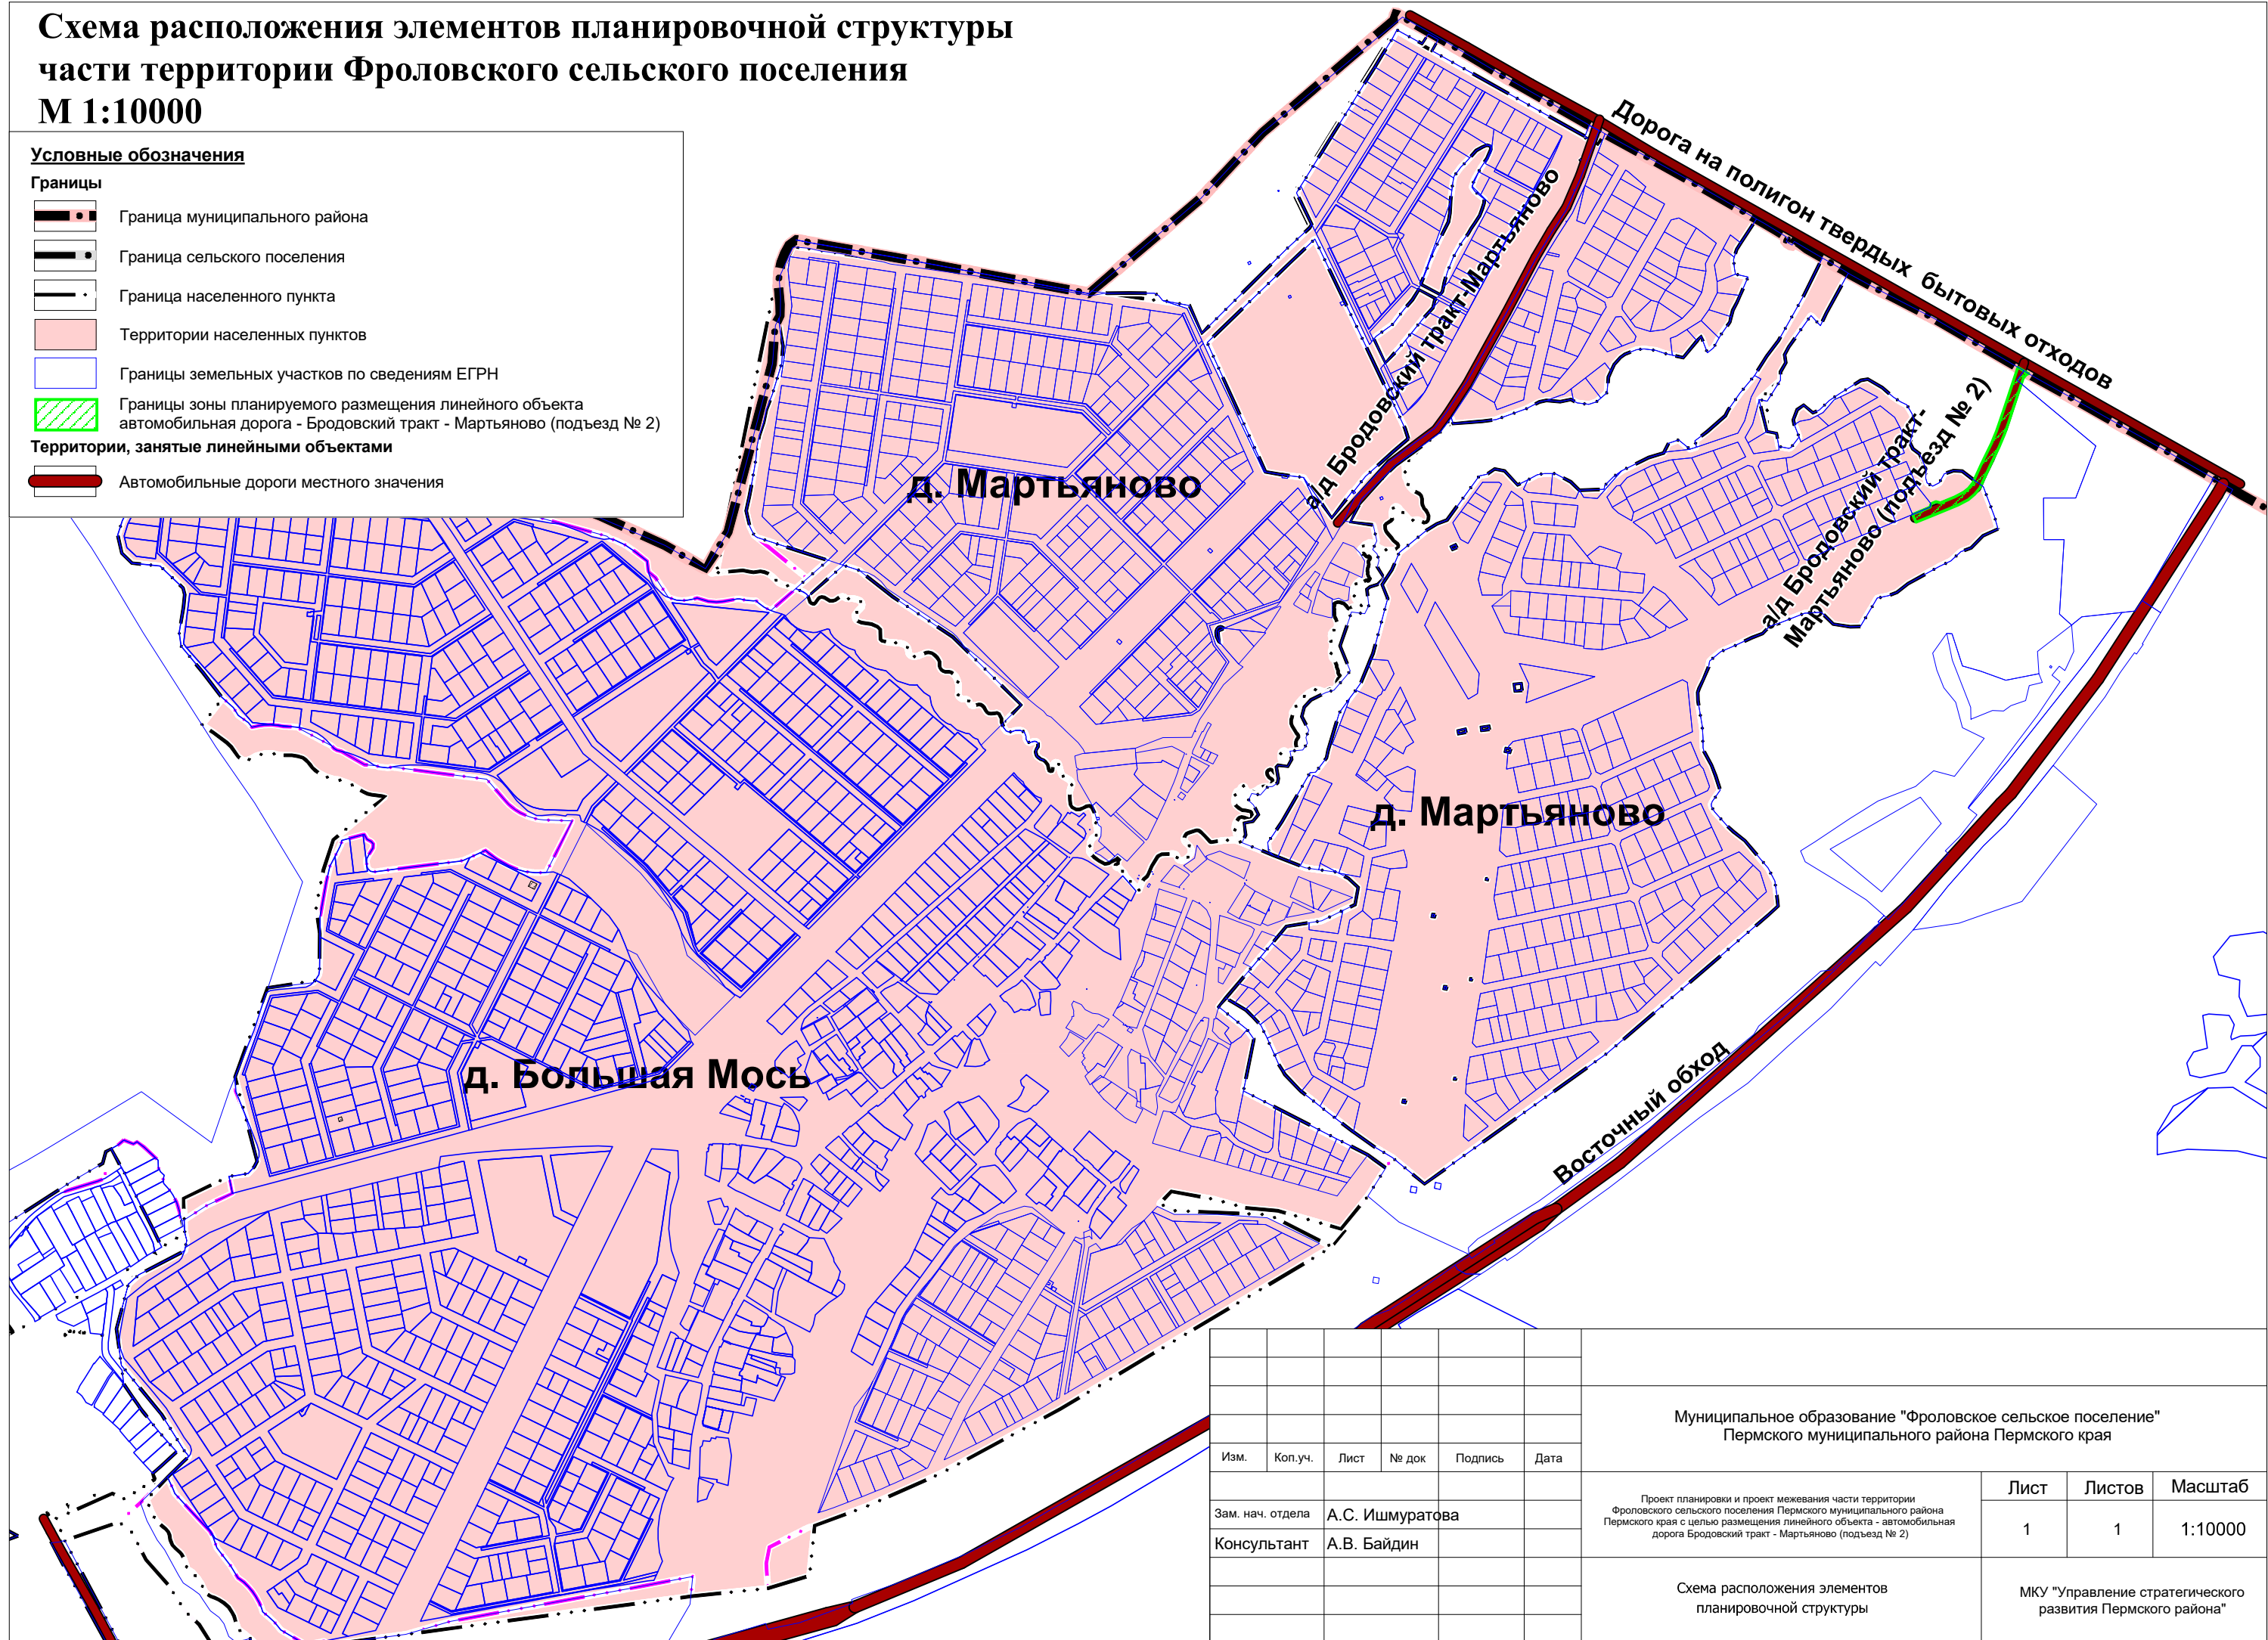 Схема расположения элементов планировочной структуры
части территории Фроловского сельского поселения
М 1:10000
Условные обозначения
Границы
Граница муниципального района
Граница сельского поселения
Граница населенного пункта
Территории населенных пунктов
Границы земельных участков по сведениям ЕГРН
Границы зоны планируемого размещения линейного объекта
автомобильная дорога - Бродовский тракт - Мартьяново (подъезд № 2)
Территории, занятые линейными объектами
Автомобильные дороги местного значения
Дорога на полигон твердых бытовых отходов
а/д Бродовский тракт-Мартьяново
а/д Бродовский тракт-
Мартьяново (подъезд № 2)
д. Мартьяново
д. Мартьяново
д. Большая Мось
Восточный обход
Муниципальное образование "Фроловское сельское поселение"
Пермского муниципального района Пермского края
Изм. Кол.уч. Лист № док Подпись Дата
Проект планировки и проект межевания части территории
Фроловского сельского поселения Пермского муниципального района
Пермского края с целью размещения линейного объекта - автомобильная
дорога Бродовский тракт - Мартьяново (подъезд № 2)
Лист Листов Масштаб
1 1 1:10000
Зам. нач. отдела А.С. Ишмуратова
Консультант А.В. Байдин
Схема расположения элементов
планировочной структуры
МКУ "Управление стратегического
развития Пермского района"